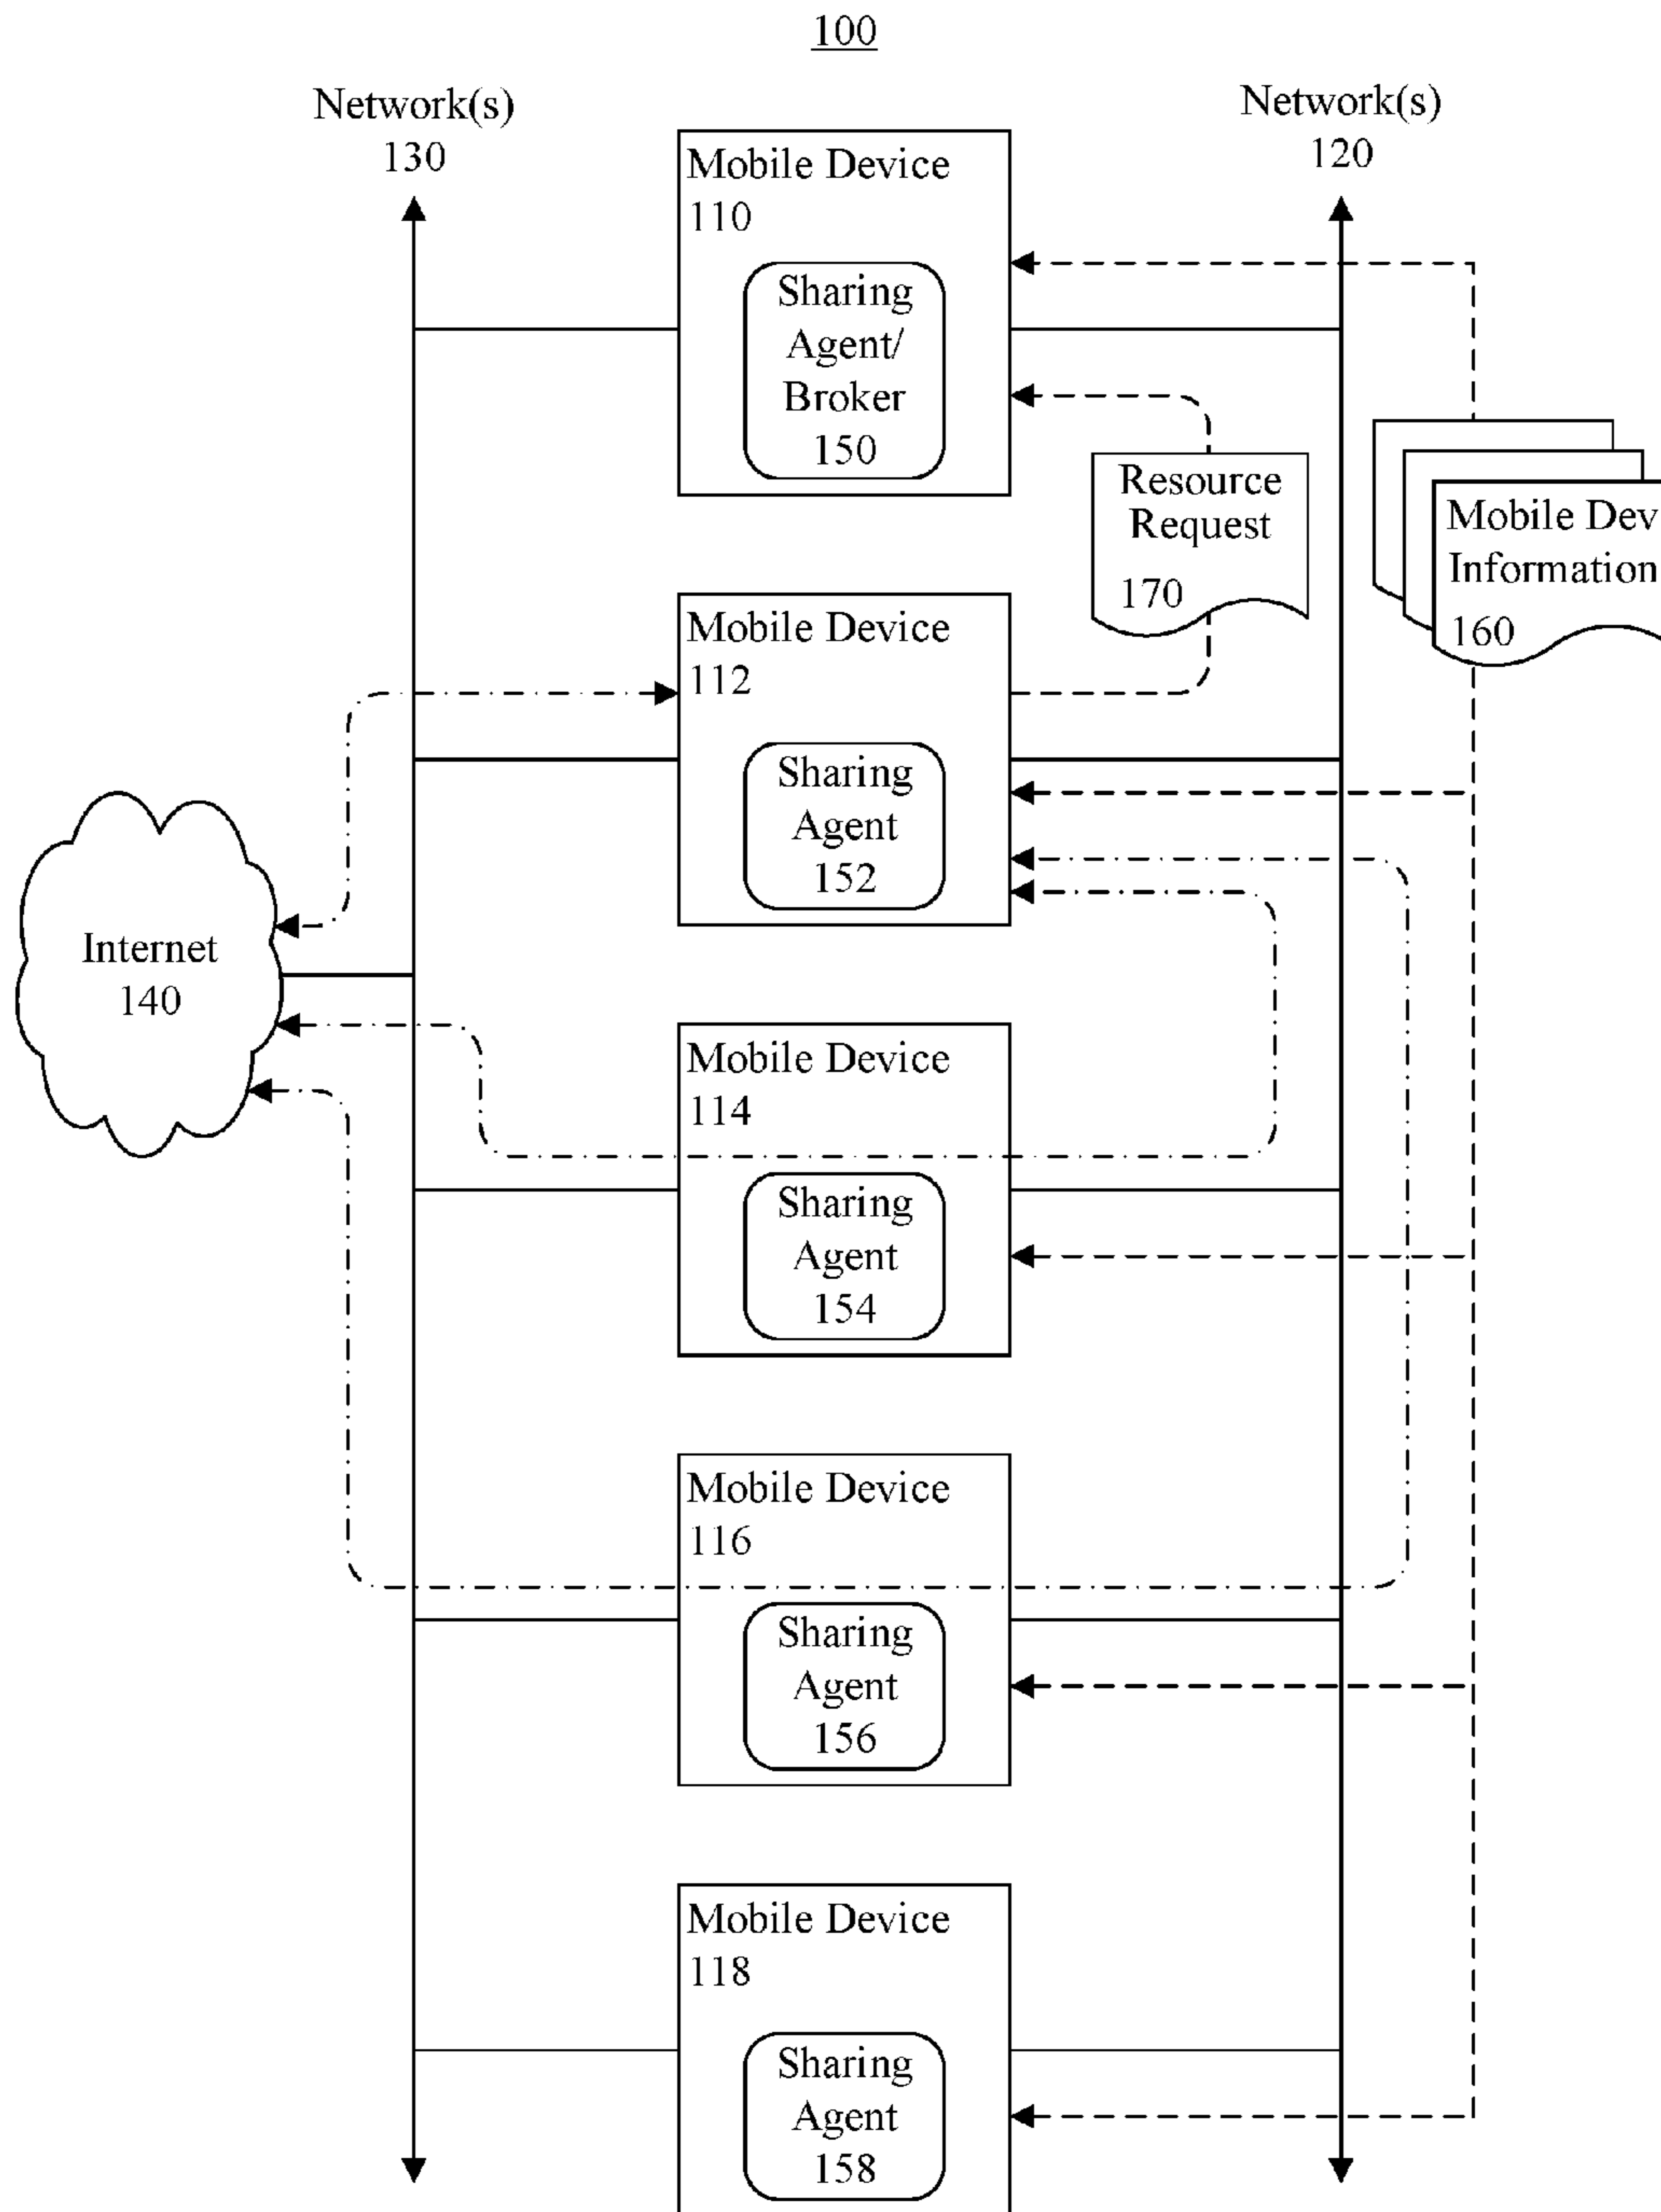 100
Network(s)
130
Network(s)
120
Mobile Device
110
Sharing
Agent/
Broker
150
Resource
Request
170
Mobile Dev
Information
160
Mobile Device
112
Sharing
Agent
152
Internet
140
Mobile Device
114
Sharing
Agent
154
Mobile Device
116
Sharing
Agent
156
Mobile Device
118
Sharing
Agent
158